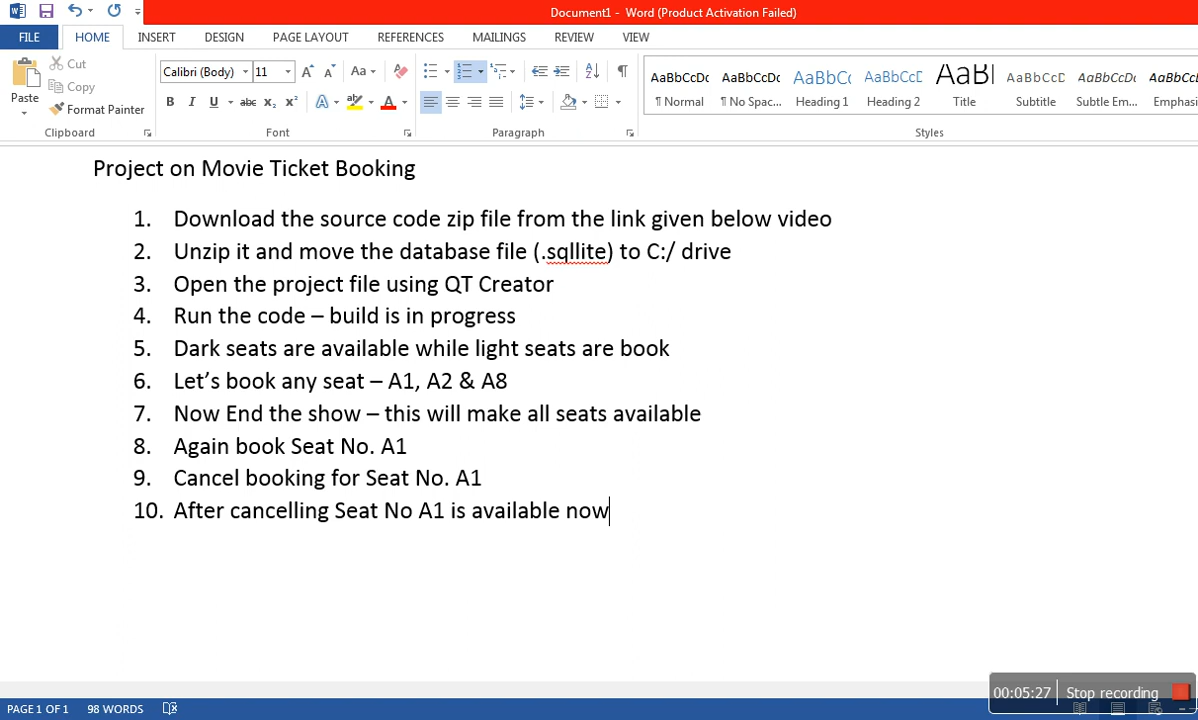 Document1 - Word (Product Activation Failed)
FILE HOME INSERT DESIGN PAGE LAYOUT REFERENCES MAILINGS REVIEW VIEW
Paste
Cut
Copy
Format Painter
Clipboard
Calibri (Body) 11
Font
Paragraph
AaBbCcDc AaBbCcDc AaBbC AaBbCcD AaBl AaBbCcD AaBbCcDc AaBbCcDc
¶ Normal ¶ No Spac... Heading 1 Heading 2 Title Subtitle Subtle Em... Emphasi
Styles
Project on Movie Ticket Booking
1. Download the source code zip file from the link given below video
2. Unzip it and move the database file (.sqllite) to C:/ drive
3. Open the project file using QT Creator
4. Run the code – build is in progress
5. Dark seats are available while light seats are book
6. Let’s book any seat – A1, A2 & A8
7. Now End the show – this will make all seats available
8. Again book Seat No. A1
9. Cancel booking for Seat No. A1
10. After cancelling Seat No A1 is available now
00:05:27 Stop recording
PAGE 1 OF 1 98 WORDS